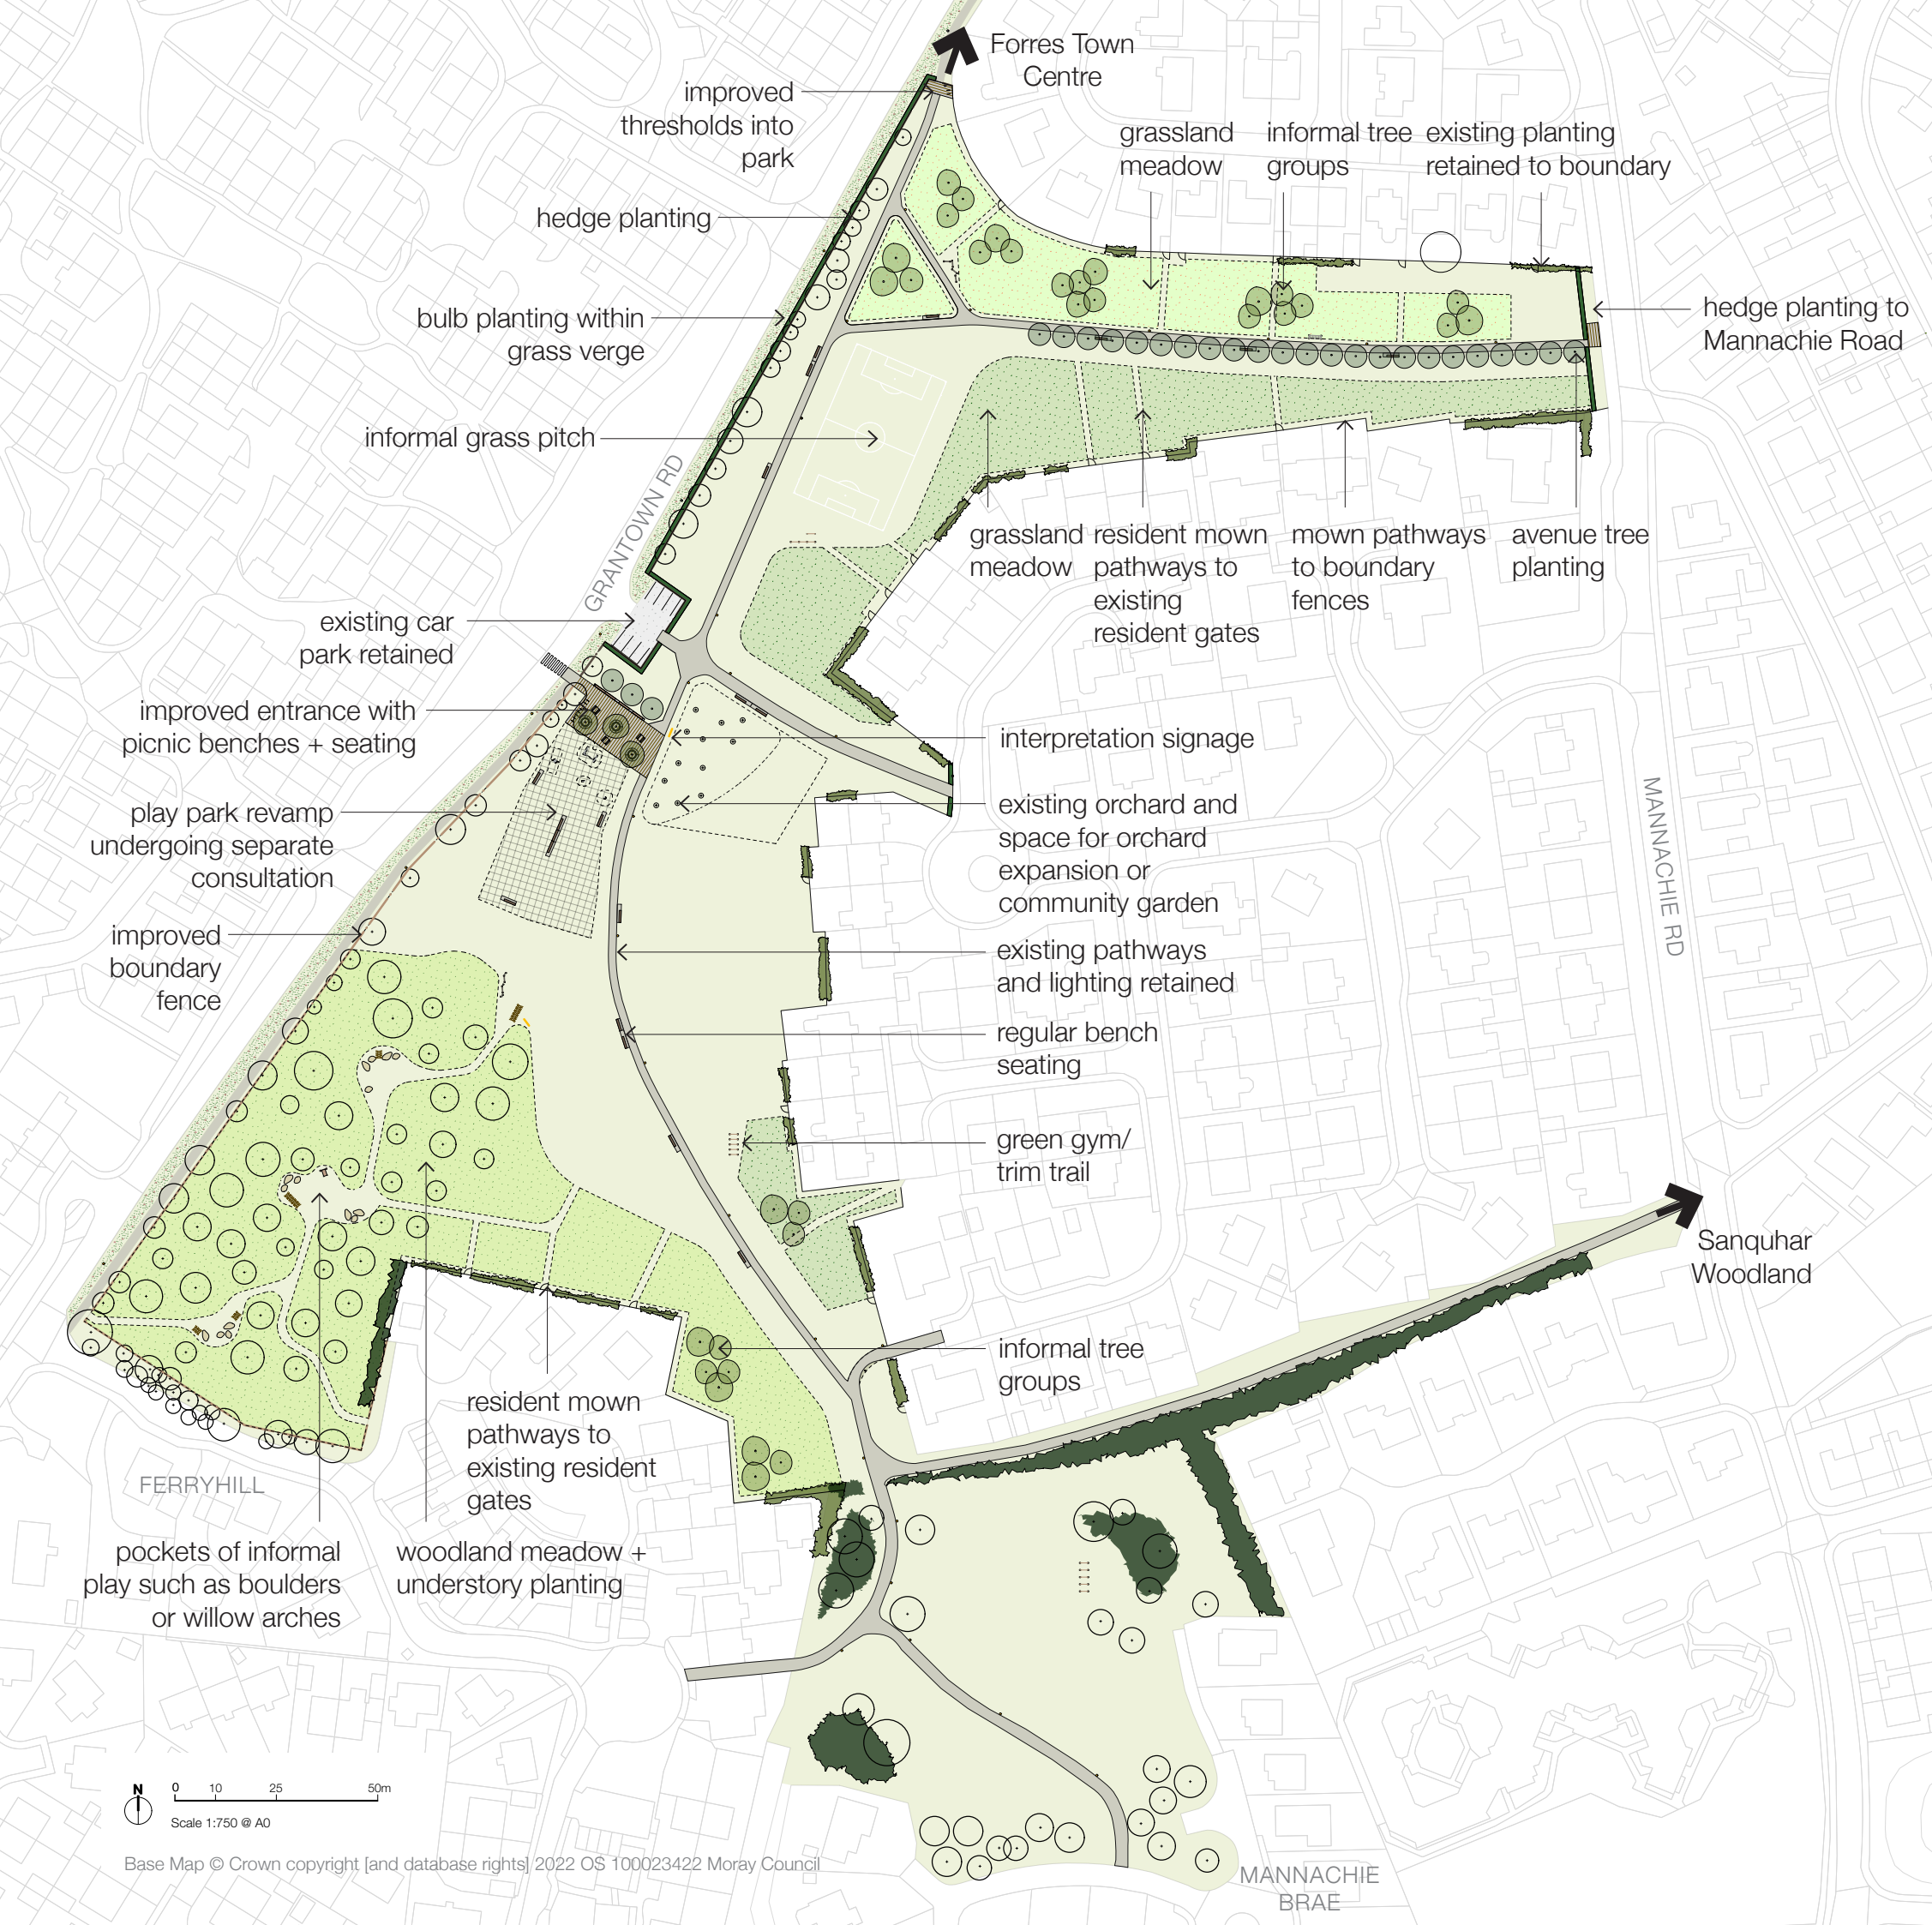 Forres Town
Centre
improved
thresholds into
park
grassland
meadow
informal tree
groups
existing planting
retained to boundary
hedge planting
hedge planting to
Mannachie Road
bulb planting within
grass verge
informal grass pitch
GRANTOWN RD
grassland
meadow
resident mown
pathways to
existing
resident gates
mown pathways
to boundary
fences
avenue tree
planting
existing car
park retained
improved entrance with
picnic benches + seating
interpretation signage
play park revamp
undergoing separate
consultation
existing orchard and
space for orchard
expansion or
community garden
MANNACHIE RD
improved
boundary
fence
existing pathways
and lighting retained
regular bench
seating
green gym/
trim trail
Sanquhar
Woodland
informal tree
groups
resident mown
pathways to
existing resident
gates
FERRYHILL
pockets of informal
play such as boulders
or willow arches
woodland meadow +
understory planting
N
0 10 25 50m
Scale 1:750 @ A0
Base Map © Crown copyright [and database rights] 2022 OS 100023422 Moray Council
MANNACHIE
BRAE